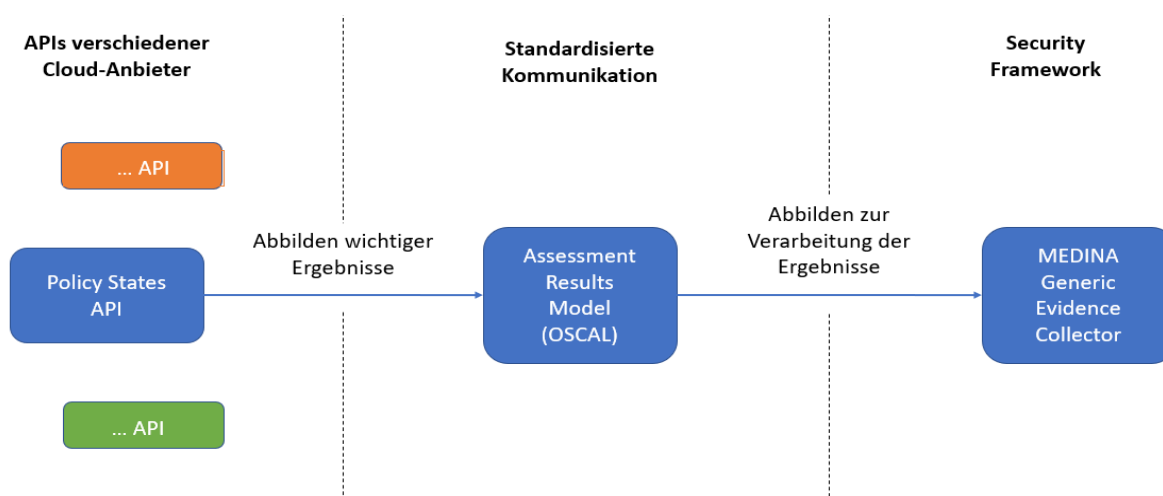 APIs verschiedener
Cloud-Anbieter
Standardisierte
Kommunikation
Security
Framework
... API
Policy States
API
... API
Abbilden wichtiger
Ergebnisse
Assessment
Results
Model
(OSCAL)
Abbilden zur
Verarbeitung der
Ergebnisse
MEDINA
Generic
Evidence
Collector